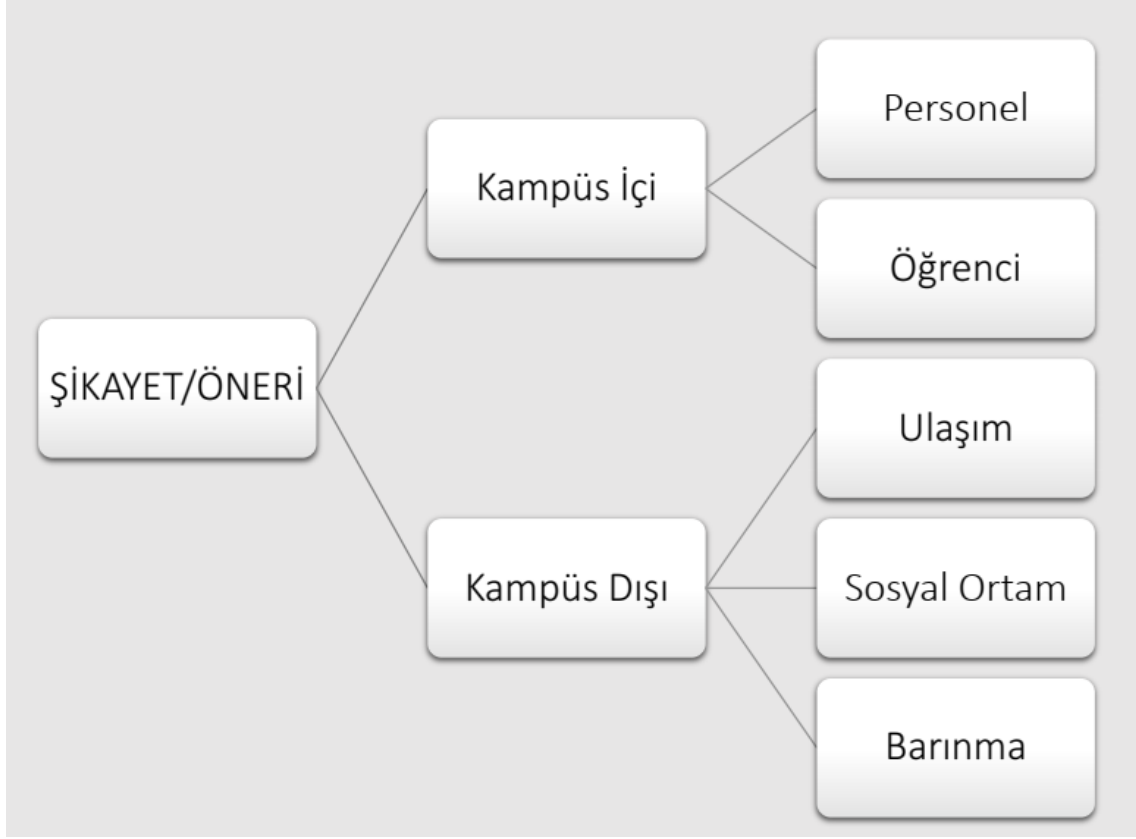 ŞİKAYET/ÖNERİ
Kampüs İçi
Personel
Öğrenci
Kampüs Dışı
Ulaşım
Sosyal Ortam
Barınma